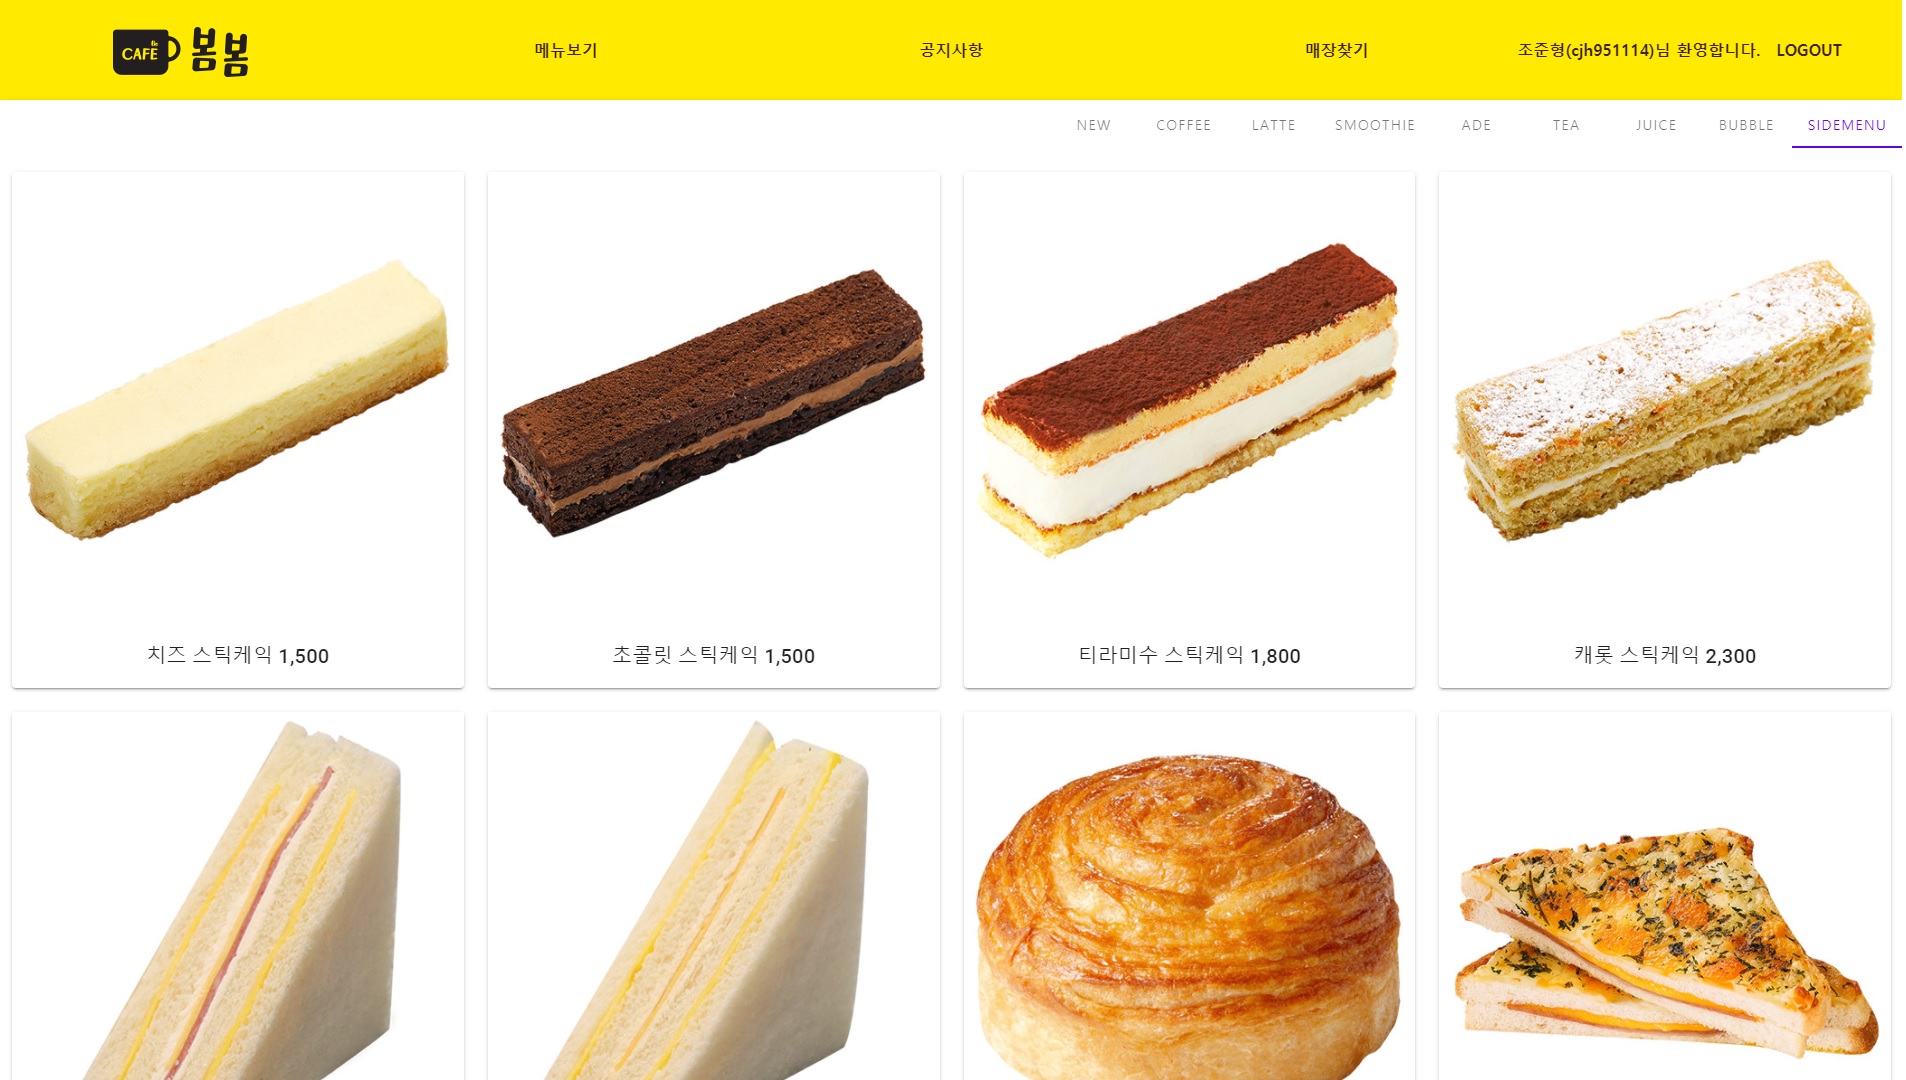 CAFE de 봄봄
메뉴보기
공지사항
매장찾기
조준형(cjh951114)님 환영합니다.
LOGOUT
NEW
COFFEE
LATTE
SMOOTHIE
ADE
TEA
JUICE
BUBBLE
SIDEMENU
치즈 스틱케익 1,500
초콜릿 스틱케익 1,500
티라미수 스틱케익 1,800
캐롯 스틱케익 2,300